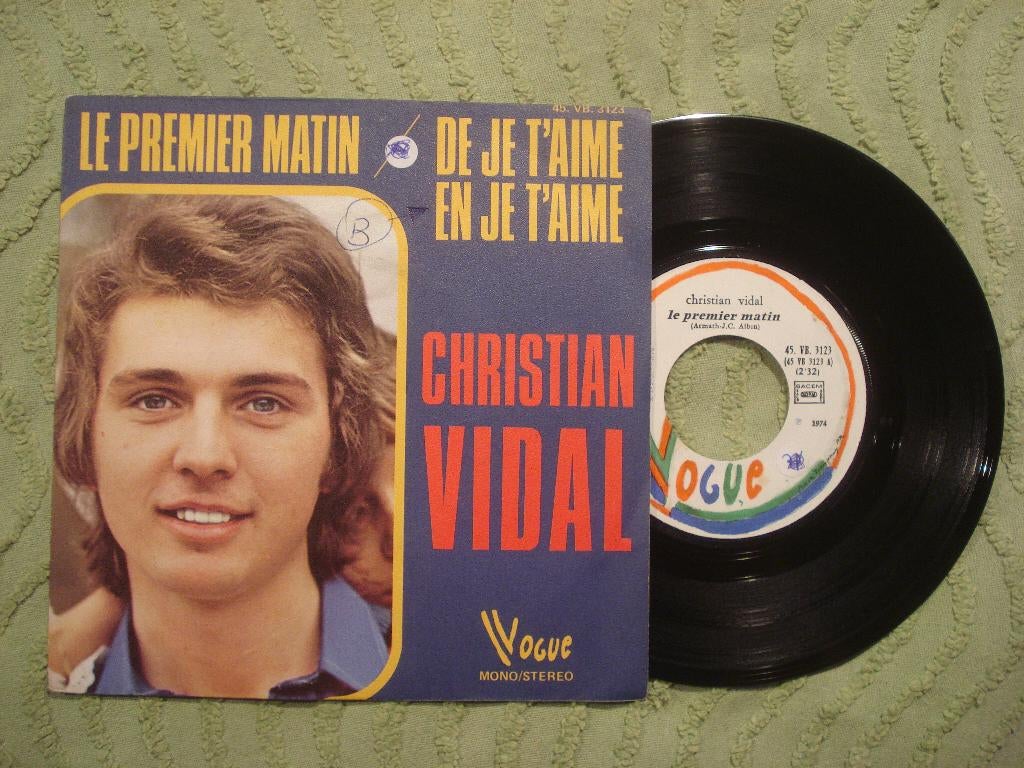 45. VB. 3123
LE PREMIER MATIN
DE JE T'AIME
EN JE T'AIME
B
CHRISTIAN
VIDAL
VOGUE
MONO/STEREO
christian vidal
le premier matin
(Armath-J.C. Albin)
45. VB. 3123
(45 VB 3123 A)
(2'32)
SACEM
℗ 1974
VOGUE